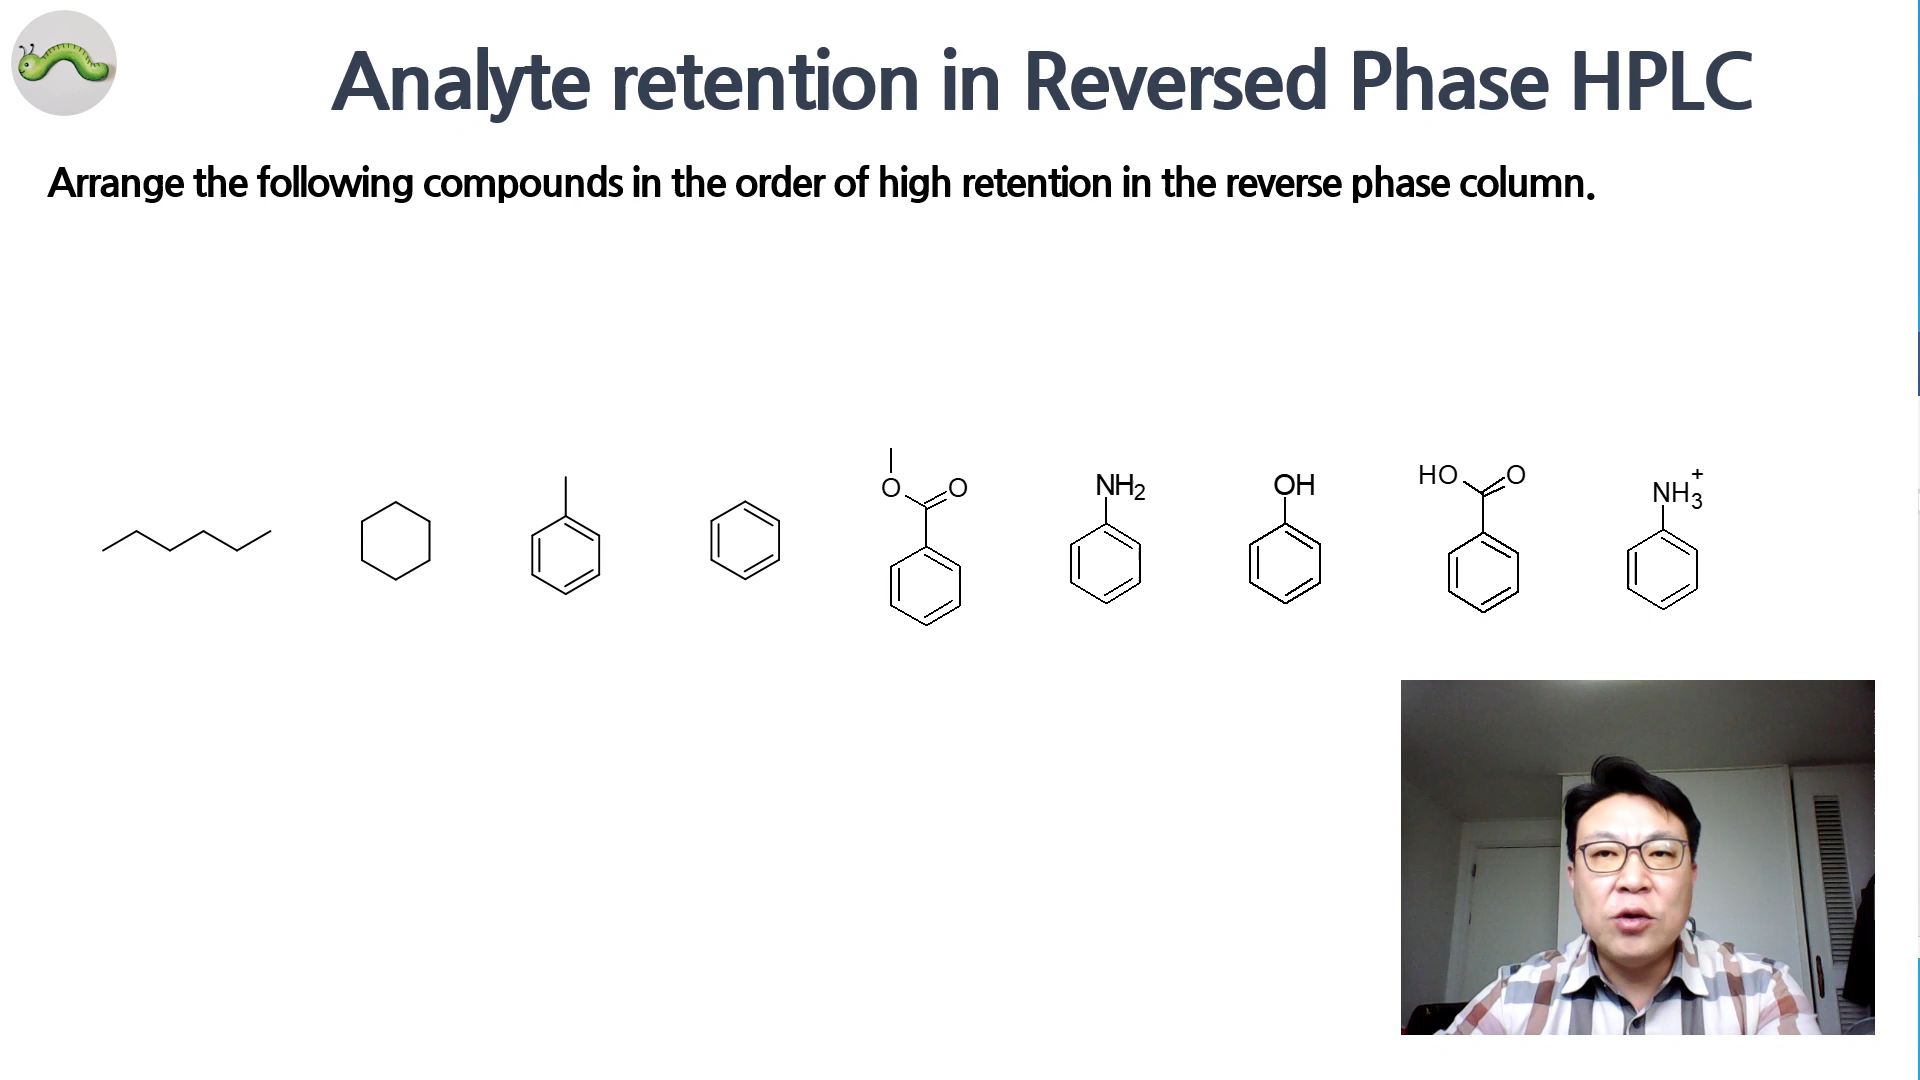 Analyte retention in Reversed Phase HPLC
Arrange the following compounds in the order of high retention in the reverse phase column.
O O
NH2
OH
HO O
NH3+